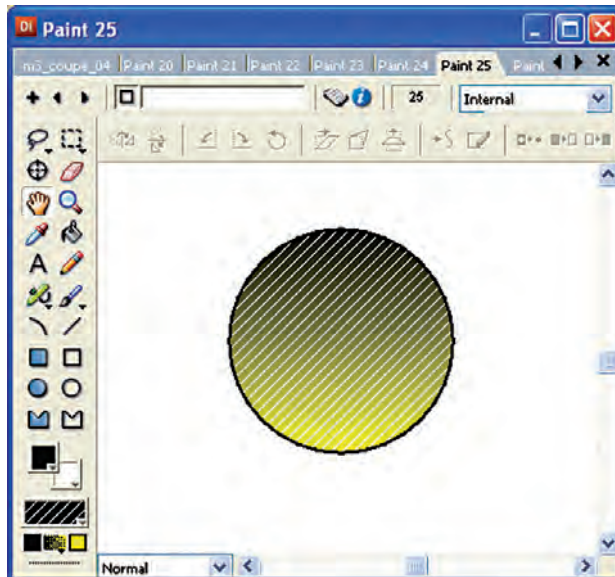 Di Paint 25
m3_coupe_04 Paint 20 Paint 21 Paint 22 Paint 23 Paint 24 Paint 25 Paint
25 Internal
A
Normal